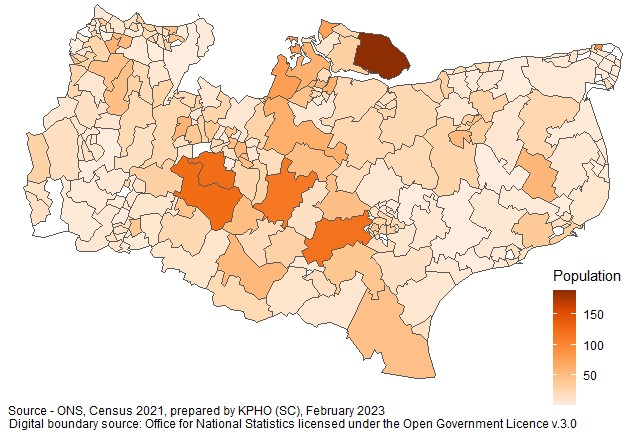 Population
150
100
50
Source - ONS, Census 2021, prepared by KPHO (SC), February 2023
Digital boundary source: Office for National Statistics licensed under the Open Government Licence v.3.0